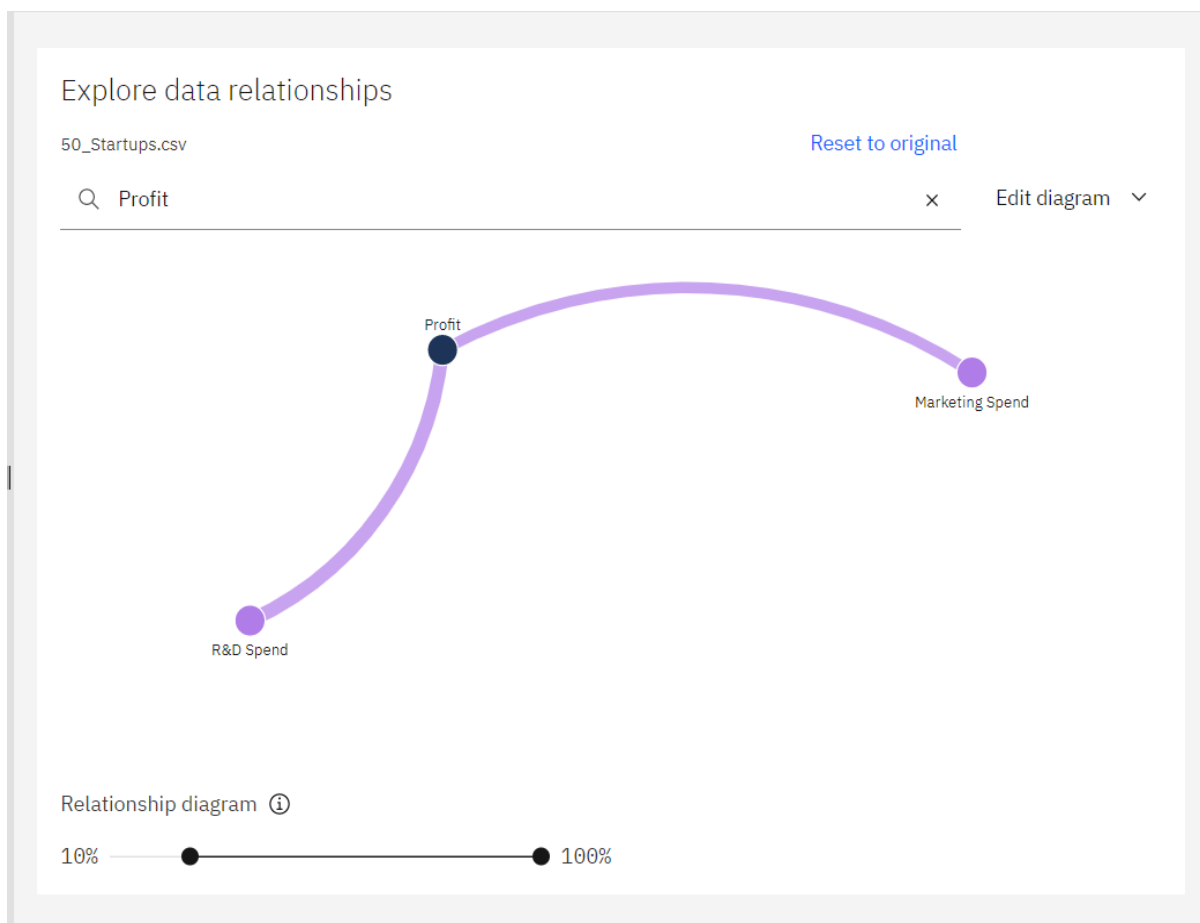 Explore data relationships
50_Startups.csv
Reset to original
Profit
Edit diagram
Profit
Marketing Spend
R&D Spend
Relationship diagram
10%
100%